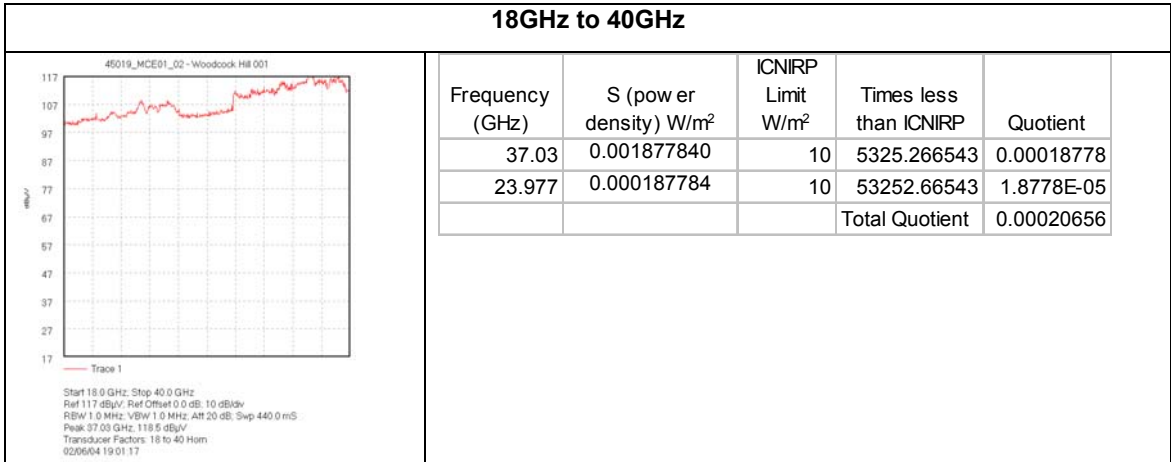 18GHz to 40GHz
45019_MCE01_02 - Woodcock Hill 001
117
107
97
87
77
67
57
47
37
27
17
dBµV
Trace 1
Start 18.0 GHz; Stop 40.0 GHz
Ref 117 dBµV; Ref Offset 0.0 dB; 10 dB/div
RBW 1.0 MHz; VBW 1.0 MHz; Att 20 dB; Swp 440.0 mS
Peak 37.03 GHz, 118.5 dBµV
Transducer Factors: 18 to 40 Horn
02/06/04 19:01:17
Frequency (GHz) S (pow er density) W/m² ICNIRP Limit W/m² Times less than ICNIRP Quotient
37.03 0.001877840 10 5325.266543 0.00018778
23.977 0.000187784 10 53252.66543 1.8778E-05
Total Quotient 0.00020656